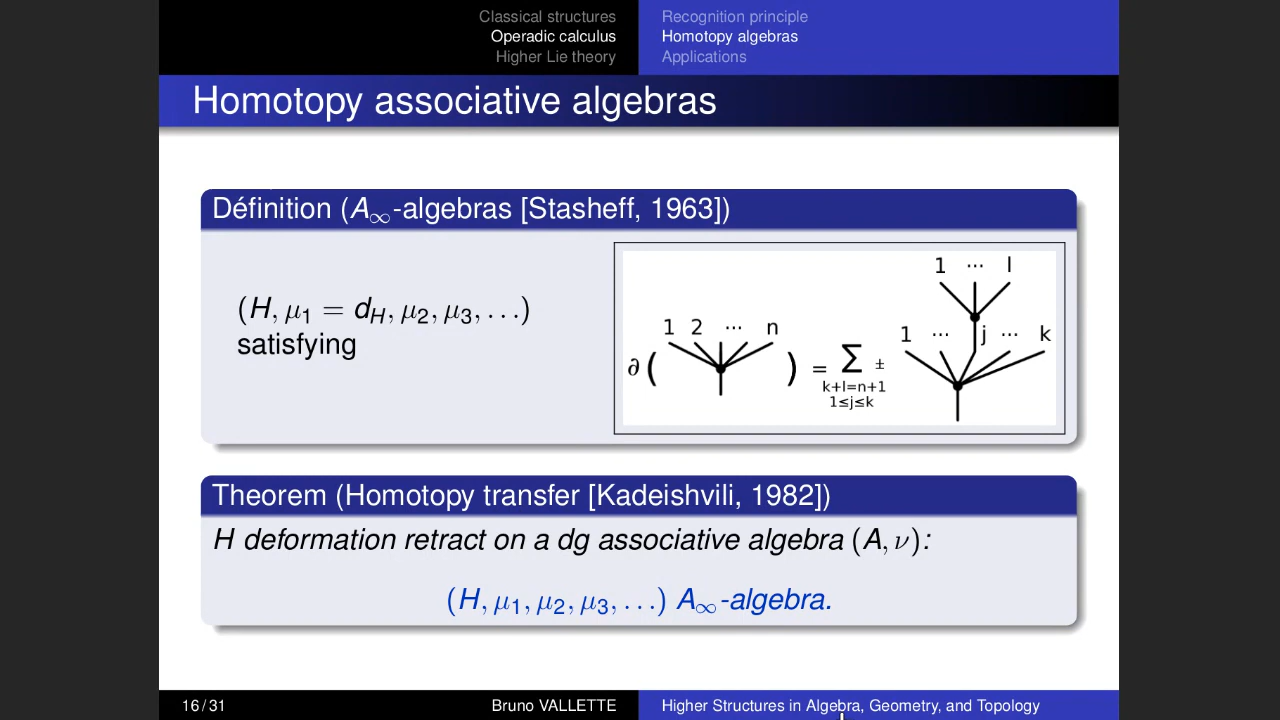 Classical structures
Operadic calculus
Higher Lie theory
Recognition principle
Homotopy algebras
Applications
Homotopy associative algebras
Définition (A∞-algebras [Stasheff, 1963])
(H, μ₁ = d_H, μ₂, μ₃, . . .)
satisfying
∂( 1 2 ··· n ) = Σ ±
k+l=n+1
1≤j≤k
1 ··· l
1 ··· j ··· k
Theorem (Homotopy transfer [Kadeishvili, 1982])
H deformation retract on a dg associative algebra (A, ν):
(H, μ₁, μ₂, μ₃, . . .) A∞-algebra.
16 / 31
Bruno VALLETTE
Higher Structures in Algebra, Geometry, and Topology